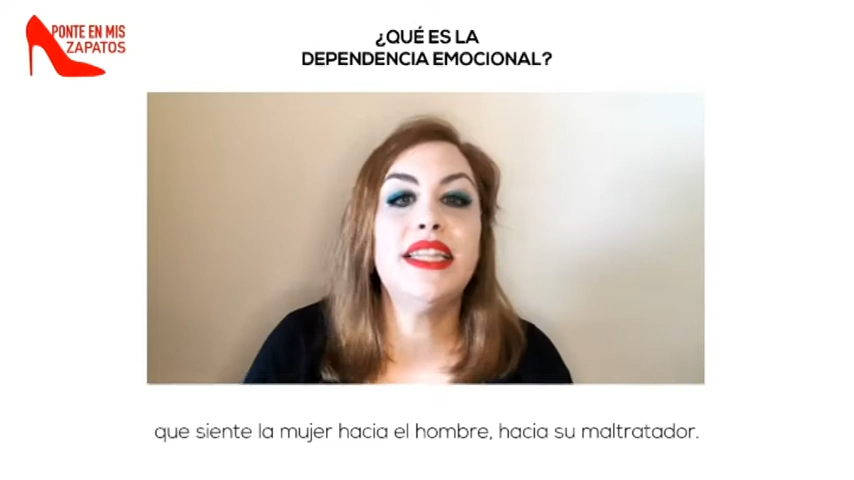 PONTE EN MIS
ZAPATOS
¿QUÉ ES LA
DEPENDENCIA EMOCIONAL?
que siente la mujer hacia el hombre, hacia su maltratador.